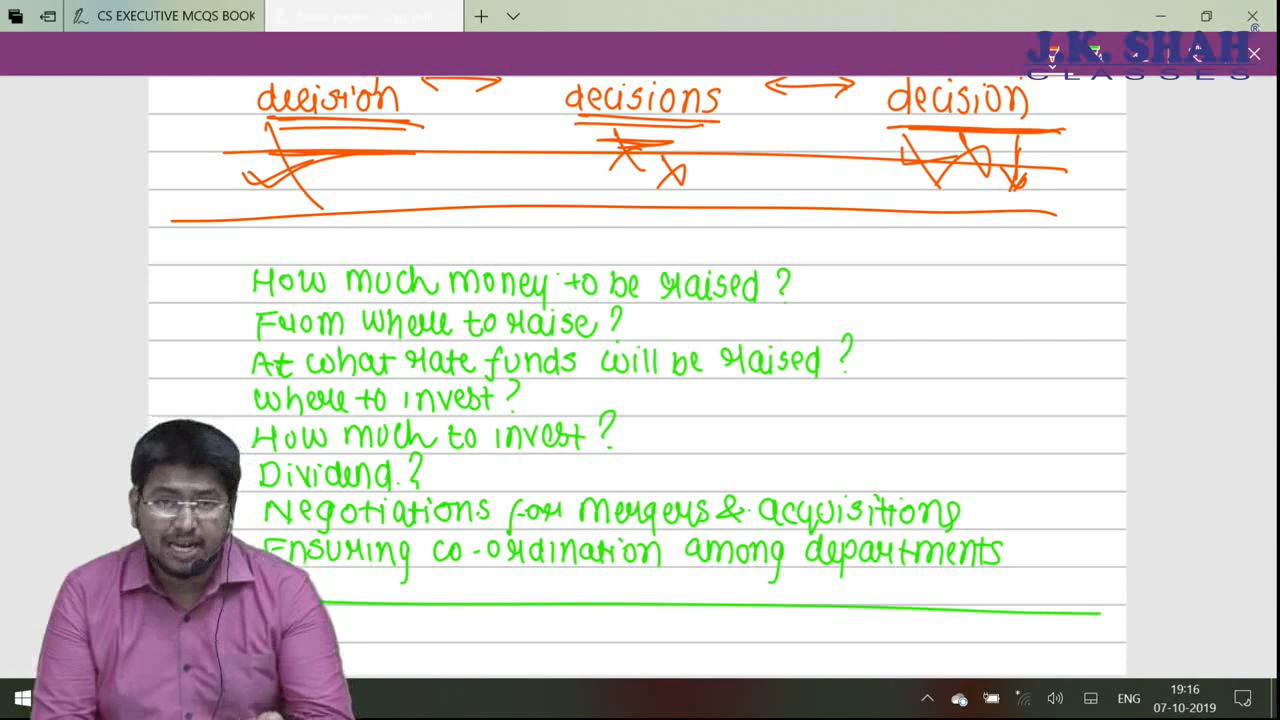 CS EXECUTIVE MCQS BOOK
J.K. SHAH®
CLASSES
decision decisions decision
How much money to be raised?
From where to raise?
At what rate funds will be raised?
Where to invest?
How much to invest?
Dividend?
Negotiations for Mergers & acquisitions
Ensuring co-ordination among departments
ENG
19:16
07-10-2019